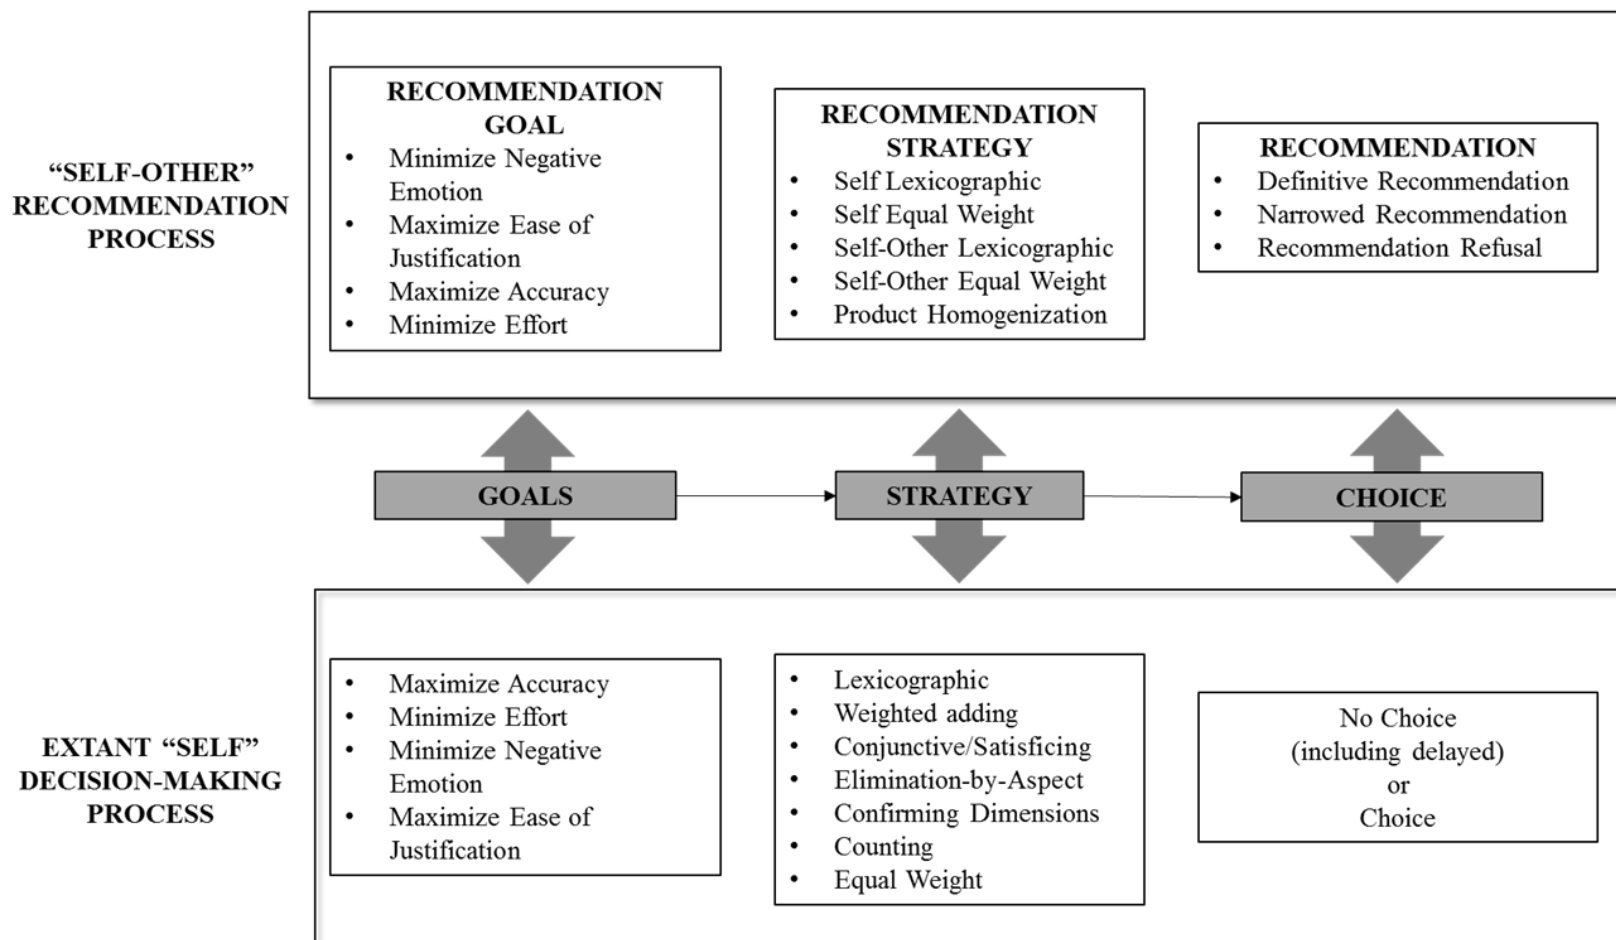 “SELF-OTHER”
RECOMMENDATION
PROCESS
RECOMMENDATION
GOAL
• Minimize Negative
Emotion
• Maximize Ease of
Justification
• Maximize Accuracy
• Minimize Effort
RECOMMENDATION
STRATEGY
• Self Lexicographic
• Self Equal Weight
• Self-Other Lexicographic
• Self-Other Equal Weight
• Product Homogenization
RECOMMENDATION
• Definitive Recommendation
• Narrowed Recommendation
• Recommendation Refusal
GOALS
STRATEGY
CHOICE
EXTANT “SELF”
DECISION-MAKING
PROCESS
• Maximize Accuracy
• Minimize Effort
• Minimize Negative
Emotion
• Maximize Ease of
Justification
• Lexicographic
• Weighted adding
• Conjunctive/Satisficing
• Elimination-by-Aspect
• Confirming Dimensions
• Counting
• Equal Weight
No Choice
(including delayed)
or
Choice